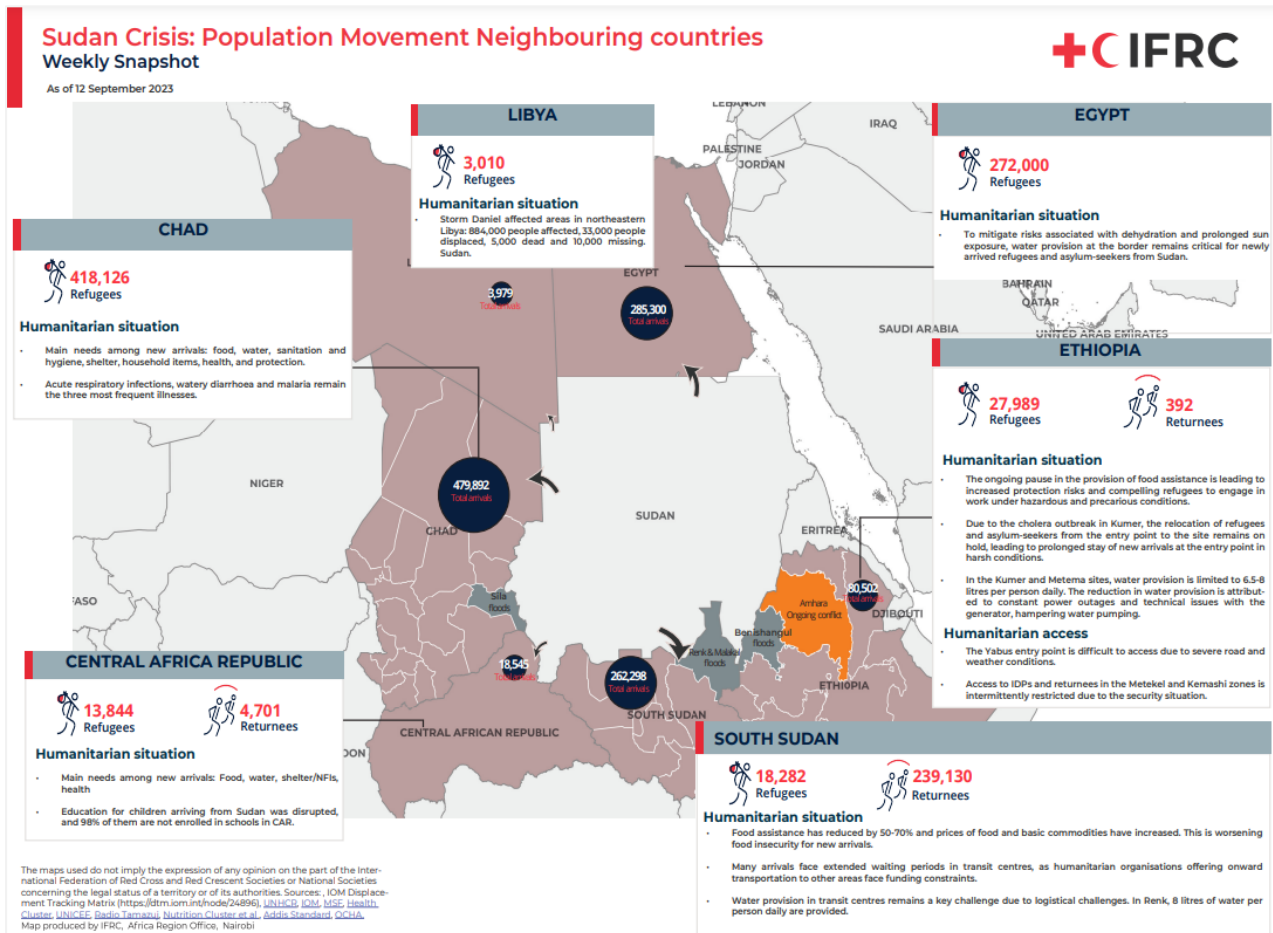 Sudan Crisis: Population Movement Neighbouring countries
Weekly Snapshot
As of 12 September 2023
IFRC
LIBYA
3,010
Refugees
Humanitarian situation
Storm Daniel affected areas in northeastern
Libya: 884,000 people affected, 33,000 people
displaced, 5,000 dead and 10,000 missing.
Sudan.
EGYPT
272,000
Refugees
Humanitarian situation
To mitigate risks associated with dehydration and prolonged sun
exposure, water provision at the border remains critical for newly
arrived refugees and asylum-seekers from Sudan.
CHAD
418,126
Refugees
Humanitarian situation
• Main needs among new arrivals: food, water, sanitation and
hygiene, shelter, household items, health, and protection.
• Acute respiratory infections, watery diarrhoea and malaria remain
the three most frequent illnesses.
ETHIOPIA
27,989
Refugees
392
Returnees
Humanitarian situation
• The ongoing pause in the provision of food assistance is leading to
increased protection risks and compelling refugees to engage in
work under hazardous and precarious conditions.
• Due to the cholera outbreak in Kumer, the relocation of refugees
and asylum-seekers from the entry point to the site remains on
hold, leading to prolonged stay of new arrivals at the entry point in
harsh conditions.
• In the Kumer and Metema sites, water provision is limited to 6.5-8
litres per person daily. The reduction in water provision is attribut-
ed to constant power outages and technical issues with the
generator, hampering water pumping.
Humanitarian access
• The Yabus entry point is difficult to access due to severe road and
weather conditions.
• Access to IDPs and returnees in the Metekel and Kemashi zones is
intermittently restricted due to the security situation.
CENTRAL AFRICA REPUBLIC
13,844
Refugees
4,701
Returnees
Humanitarian situation
• Main needs among new arrivals: Food, water, shelter/NFIs,
health
• Education for children arriving from Sudan was disrupted,
and 98% of them are not enrolled in schools in CAR.
SOUTH SUDAN
18,282
Refugees
239,130
Returnees
Humanitarian situation
• Food assistance has reduced by 50-70% and prices of food and basic commodities have increased. This is worsening
food insecurity for new arrivals.
• Many arrivals face extended waiting periods in transit centres, as humanitarian organisations offering onward
transportation to other areas face funding constraints.
• Water provision in transit centres remains a key challenge due to logistical challenges. In Renk, 8 litres of water per
person daily are provided.
LEBANON
IRAQ
PALESTINE
JORDAN
EGYPT
BAHRAIN
QATAR
SAUDI ARABIA
UNITED ARAB EMIRATES
3,979
Total arrivals
285,300
Total arrivals
479,892
Total arrivals
NIGER
CHAD
SUDAN
ERITREA
80,502
Total arrivals
DJIBOUTI
FASO
Sila
floods
Amhara
Ongoing conflict
Benishangul
floods
Renk & Malakal
floods
18,545
Total arrivals
262,298
Total arrivals
ETHIOPIA
SOUTH SUDAN
CENTRAL AFRICAN REPUBLIC
OON
The maps used do not imply the expression of any opinion on the part of the Inter-
national Federation of Red Cross and Red Crescent Societies or National Societies
concerning the legal status of a territory or of its authorities. Sources: , IOM Displace-
ment Tracking Matrix (https://dtm.iom.int/node/24896), UNHCR, IOM, MSF, Health
Cluster, UNICEF, Radio Tamazuj, Nutrition Cluster et al., Addis Standard, OCHA,
Map produced by IFRC, Africa Region Office, Nairobi